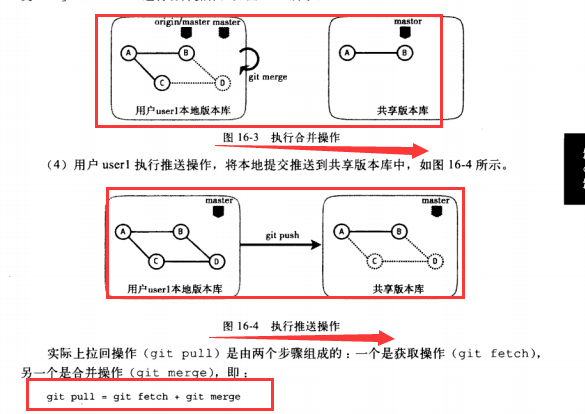 origin/master master
A B C D
git merge
用户user1本地版本库
mastor
A B
共享版本库
图 16-3 执行合并操作
(4)用户 user1 执行推送操作，将本地提交推送到共享版本库中，如图 16-4 所示。
master
A B C D
用户user1本地版本库
git push
master
A B C D
共享版本库
图 16-4 执行推送操作
实际上拉回操作（git pull）是由两个步骤组成的：一个是获取操作（git fetch），
另一个是合并操作（git merge），即：
git pull = git fetch + git merge